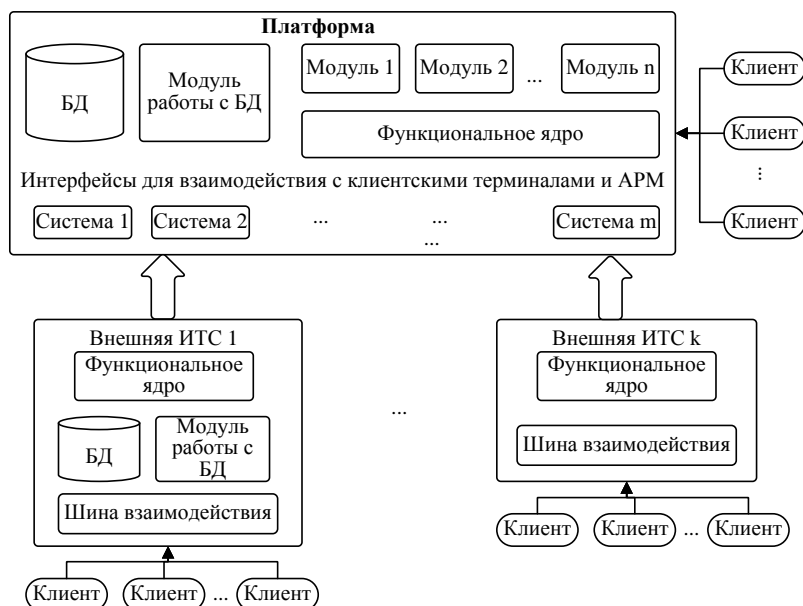 Платформа
БД
Модуль
работы с БД
Модуль 1
Модуль 2
...
Модуль n
Функциональное ядро
Интерфейсы для взаимодействия с клиентскими терминалами и АРМ
Система 1
Система 2
...
...
...
Система m
Клиент
Клиент
...
Клиент
Внешняя ИТС 1
Функциональное
ядро
БД
Модуль
работы с
БД
Шина взаимодействия
Клиент
Клиент
...
Клиент
...
Внешняя ИТС k
Функциональное
ядро
Шина взаимодействия
Клиент
Клиент
...
Клиент